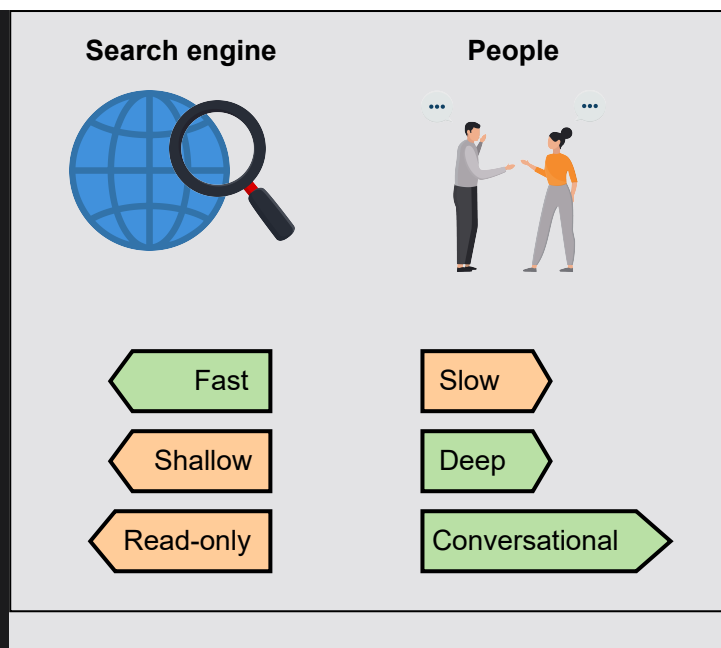 Search engine
People
Fast
Slow
Shallow
Deep
Read-only
Conversational